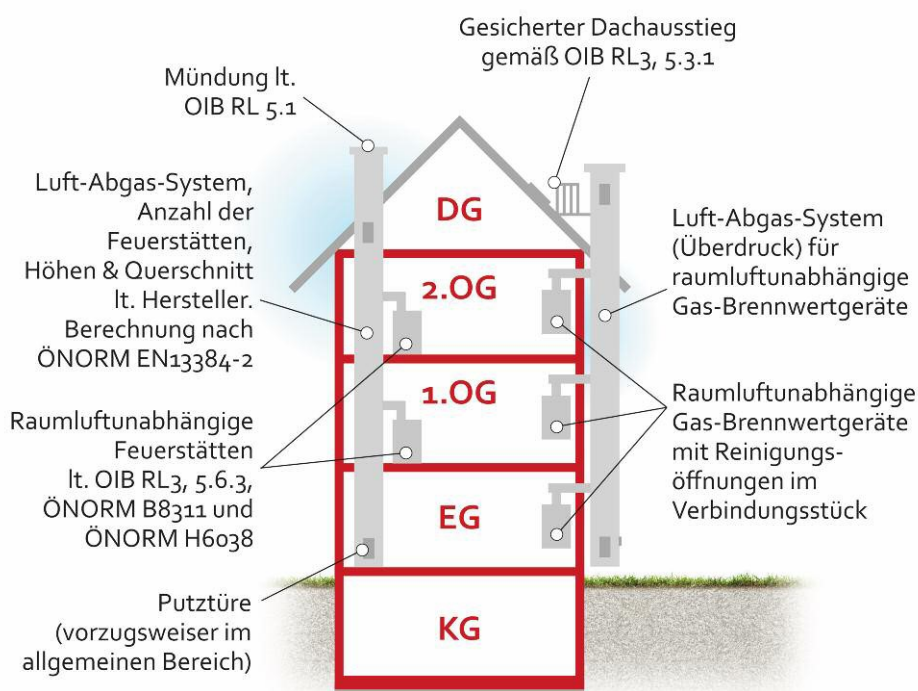 Gesicherter Dachausstieg
gemäß OIB RL3, 5.3.1
Mündung lt.
OIB RL 5.1
Luft-Abgas-System,
Anzahl der
Feuerstätten,
Höhen & Querschnitt
lt. Hersteller.
Berechnung nach
ÖNORM EN13384-2
Raumluftunabhängige
Feuerstätten
lt. OIB RL3, 5.6.3,
ÖNORM B8311 und
ÖNORM H6038
Putztüre
(vorzugsweiser im
allgemeinen Bereich)
DG
2.OG
1.OG
EG
KG
Luft-Abgas-System
(Überdruck) für
raumluftunabhängige
Gas-Brennwertgeräte
Raumluftunabhängige
Gas-Brennwertgeräte
mit Reinigungs-
öffnungen im
Verbindungsstück